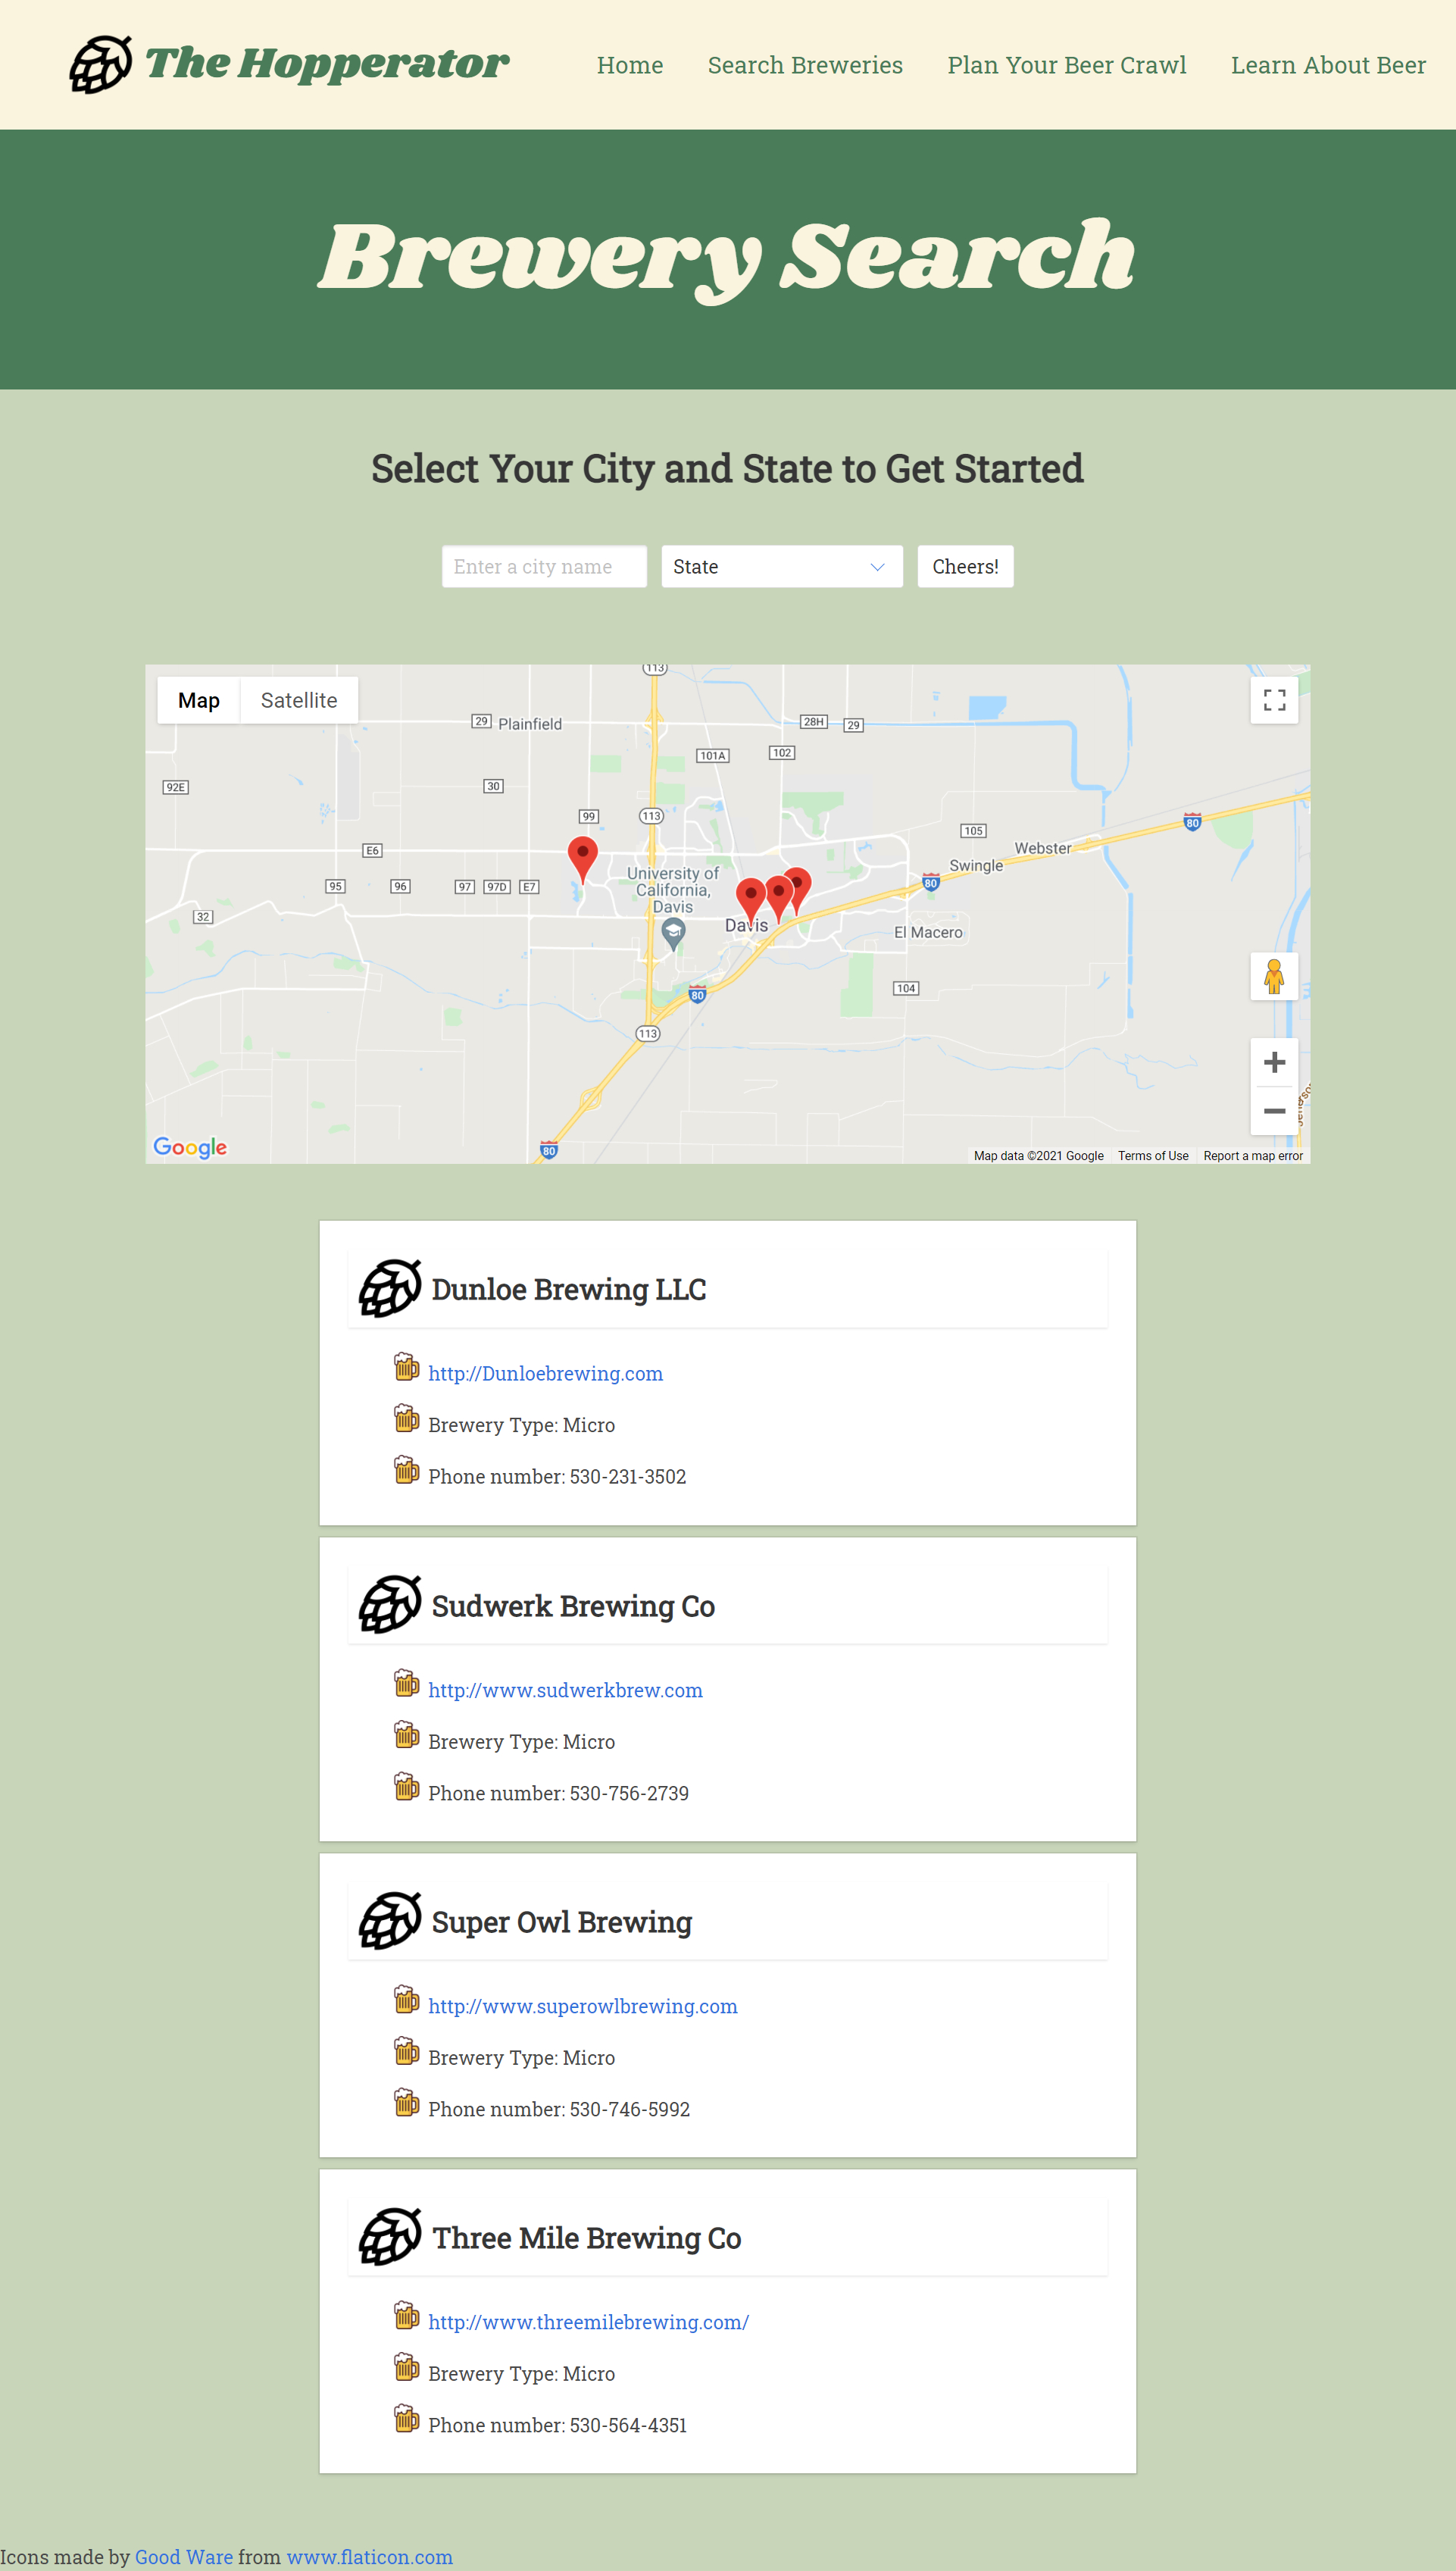 The Hopperator
Home
Search Breweries
Plan Your Beer Crawl
Learn About Beer
Brewery Search
Select Your City and State to Get Started
Enter a city name
State
Cheers!
Map
Satellite
113
29
Plainfield
28H
29
101A
102
92E
30
99
113
80
105
Webster
E6
Swingle
University of
California,
Davis
80
95
96
97
97D
E7
32
Davis
El Macero
104
80
113
80
Google
Map data ©2021 Google
Terms of Use
Report a map error
Dunloe Brewing LLC
http://Dunloebrewing.com
Brewery Type: Micro
Phone number: 530-231-3502
Sudwerk Brewing Co
http://www.sudwerkbrew.com
Brewery Type: Micro
Phone number: 530-756-2739
Super Owl Brewing
http://www.superowlbrewing.com
Brewery Type: Micro
Phone number: 530-746-5992
Three Mile Brewing Co
http://www.threemilebrewing.com/
Brewery Type: Micro
Phone number: 530-564-4351
Icons made by Good Ware from www.flaticon.com